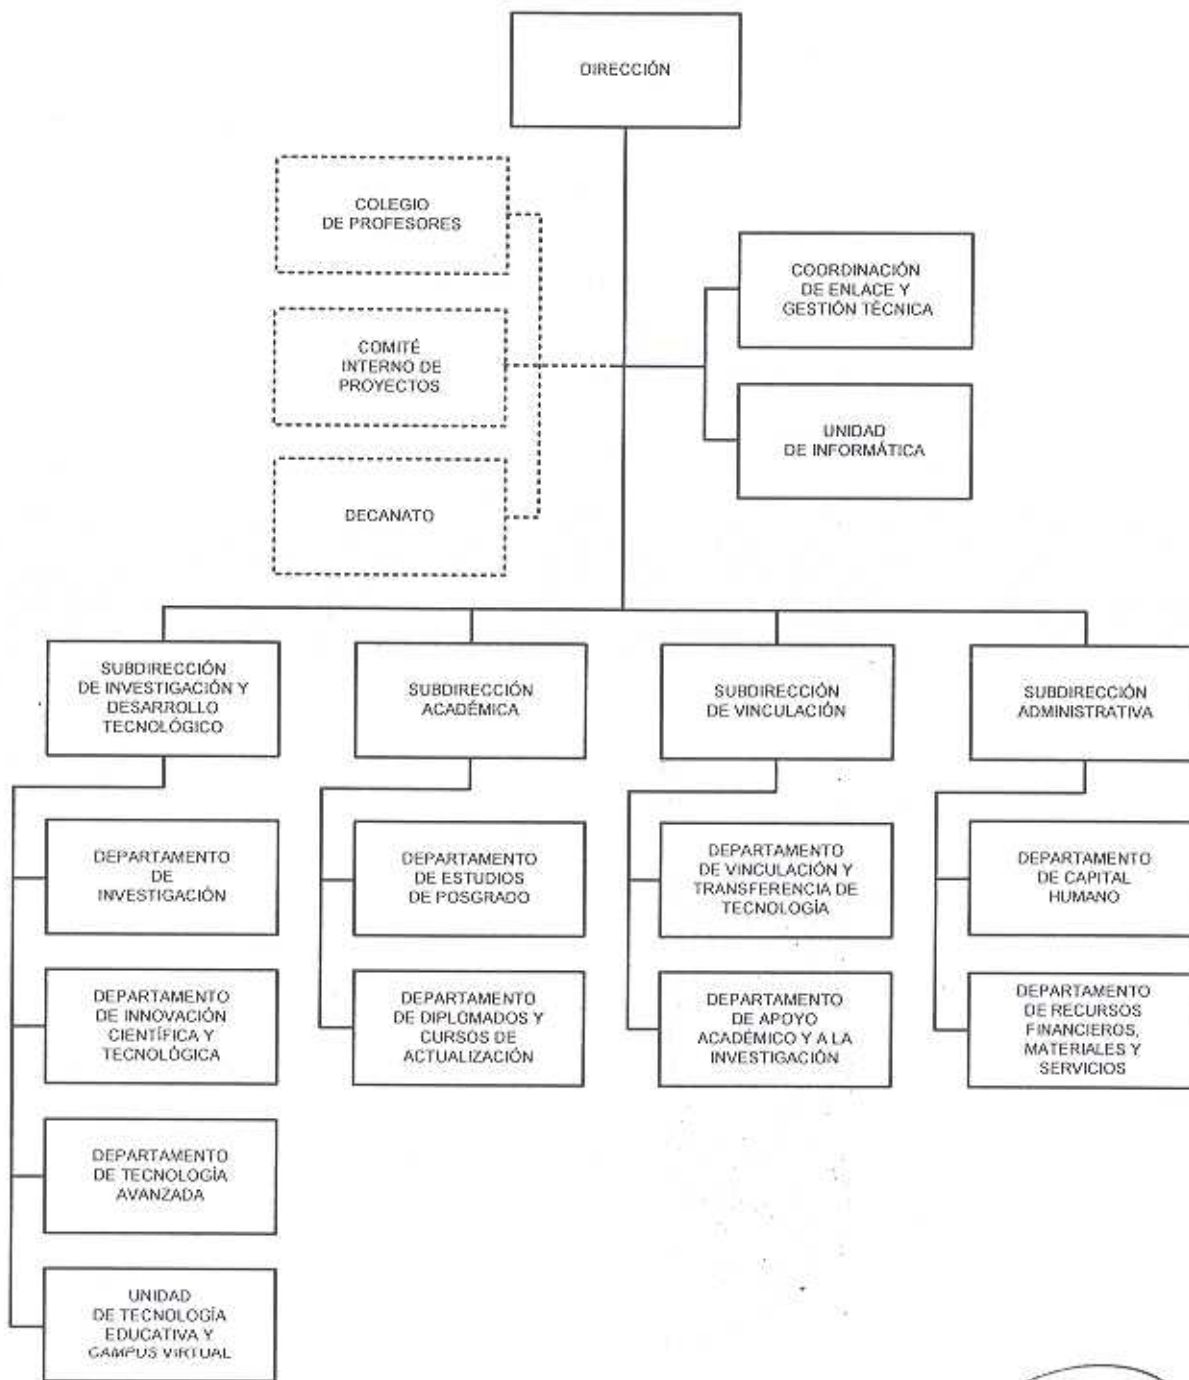 DIRECCIÓN
COLEGIO
DE PROFESORES
COORDINACIÓN
DE ENLACE Y
GESTIÓN TÉCNICA
COMITÉ
INTERNO DE
PROYECTOS
UNIDAD
DE INFORMÁTICA
DECANATO
SUBDIRECCIÓN
DE INVESTIGACIÓN Y
DESARROLLO
TECNOLÓGICO
SUBDIRECCIÓN
ACADÉMICA
SUBDIRECCIÓN
DE VINCULACIÓN
SUBDIRECCIÓN
ADMINISTRATIVA
DEPARTAMENTO
DE
INVESTIGACIÓN
DEPARTAMENTO
DE ESTUDIOS
DE POSGRADO
DEPARTAMENTO
DE VINCULACIÓN Y
TRANSFERENCIA DE
TECNOLOGÍA
DEPARTAMENTO
DE CAPITAL
HUMANO
DEPARTAMENTO
DE INNOVACIÓN
CIENTÍFICA Y
TECNOLÓGICA
DEPARTAMENTO
DE DIPLOMADOS Y
CURSOS DE
ACTUALIZACIÓN
DEPARTAMENTO
DE APOYO
ACADÉMICO Y A LA
INVESTIGACIÓN
DEPARTAMENTO
DE RECURSOS
FINANCIEROS,
MATERIALES Y
SERVICIOS
DEPARTAMENTO
DE TECNOLOGÍA
AVANZADA
UNIDAD
DE TECNOLOGÍA
EDUCATIVA Y
CAMPUS VIRTUAL